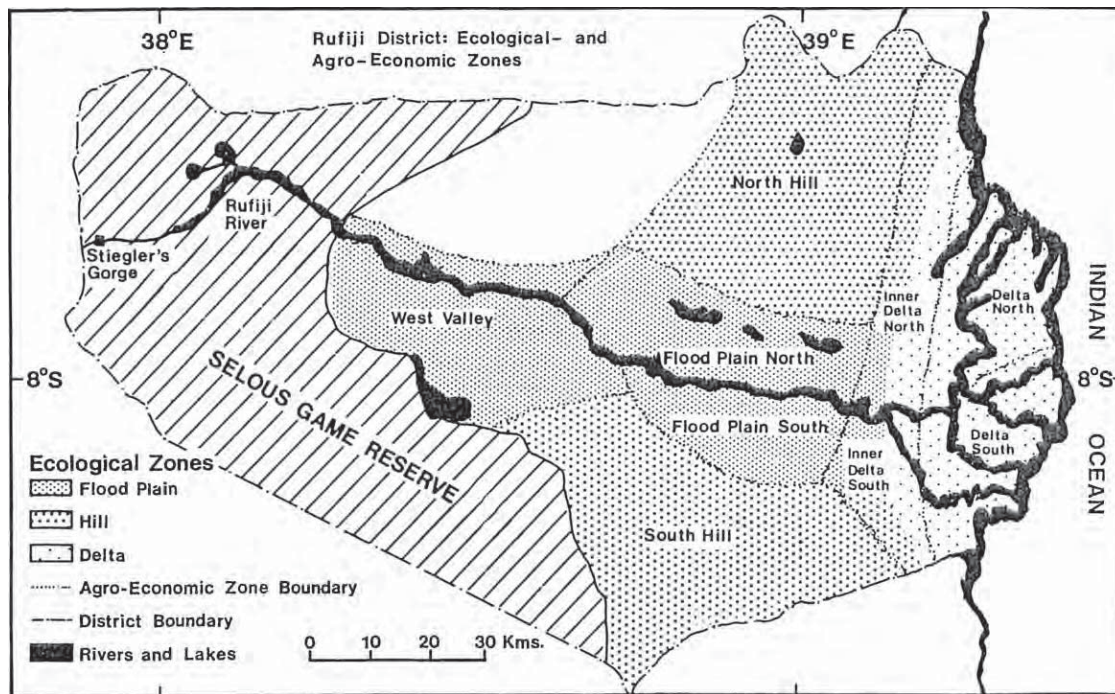 38°E
Rufiji District: Ecological- and
Agro-Economic Zones
39°E
North Hill
Rufiji
River
Stiegler's
Gorge
West Valley
Inner
Delta
North
Delta
North
INDIAN
Flood Plain North
8°S
8°S
SELOUS GAME RESERVE
Flood Plain South
Delta
South
Inner
Delta
South
OCEAN
South Hill
Ecological Zones
Flood Plain
Hill
Delta
Agro-Economic Zone Boundary
District Boundary
Rivers and Lakes
0 10 20 30 Kms.